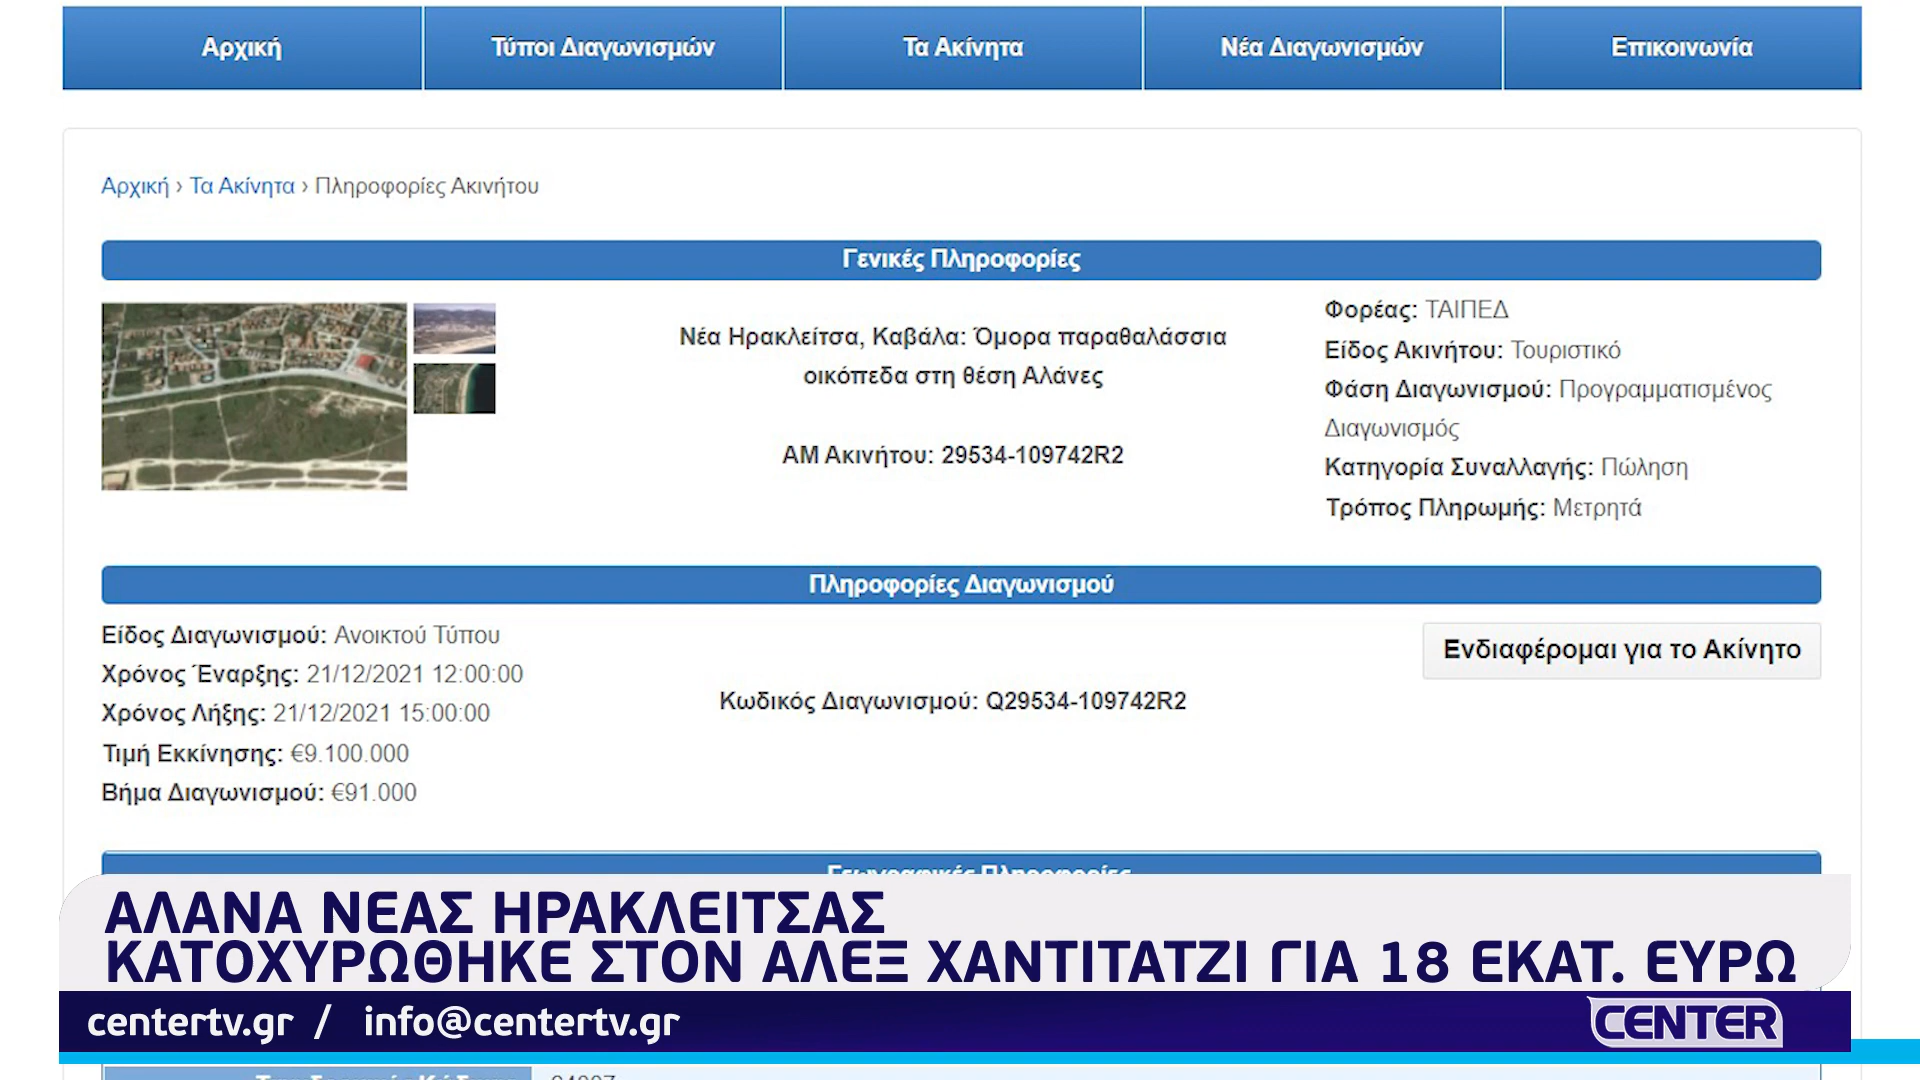 Αρχική
Τύποι Διαγωνισμών
Τα Ακίνητα
Νέα Διαγωνισμών
Επικοινωνία
Αρχική › Τα Ακίνητα › Πληροφορίες Ακινήτου
Γενικές Πληροφορίες
Νέα Ηρακλείτσα, Καβάλα: Όμορα παραθαλάσσια
οικόπεδα στη θέση Αλάνες
ΑΜ Ακινήτου: 29534-109742R2
Φορέας: ΤΑΙΠΕΔ
Είδος Ακινήτου: Τουριστικό
Φάση Διαγωνισμού: Προγραμματισμένος
Διαγωνισμός
Κατηγορία Συναλλαγής: Πώληση
Τρόπος Πληρωμής: Μετρητά
Πληροφορίες Διαγωνισμού
Είδος Διαγωνισμού: Ανοικτού Τύπου
Χρόνος Έναρξης: 21/12/2021 12:00:00
Χρόνος Λήξης: 21/12/2021 15:00:00
Τιμή Εκκίνησης: €9.100.000
Βήμα Διαγωνισμού: €91.000
Κωδικός Διαγωνισμού: Q29534-109742R2
Ενδιαφέρομαι για το Ακίνητο
Γεωγραφικές Πληροφορίες
ΑΛΑΝΑ ΝΕΑΣ ΗΡΑΚΛΕΙΤΣΑΣ
ΚΑΤΟΧΥΡΩΘΗΚΕ ΣΤΟΝ ΑΛΕΞ ΧΑΝΤΙΤΑΤΖΙ ΓΙΑ 18 ΕΚΑΤ. ΕΥΡΩ
centertv.gr / info@centertv.gr
CENTER